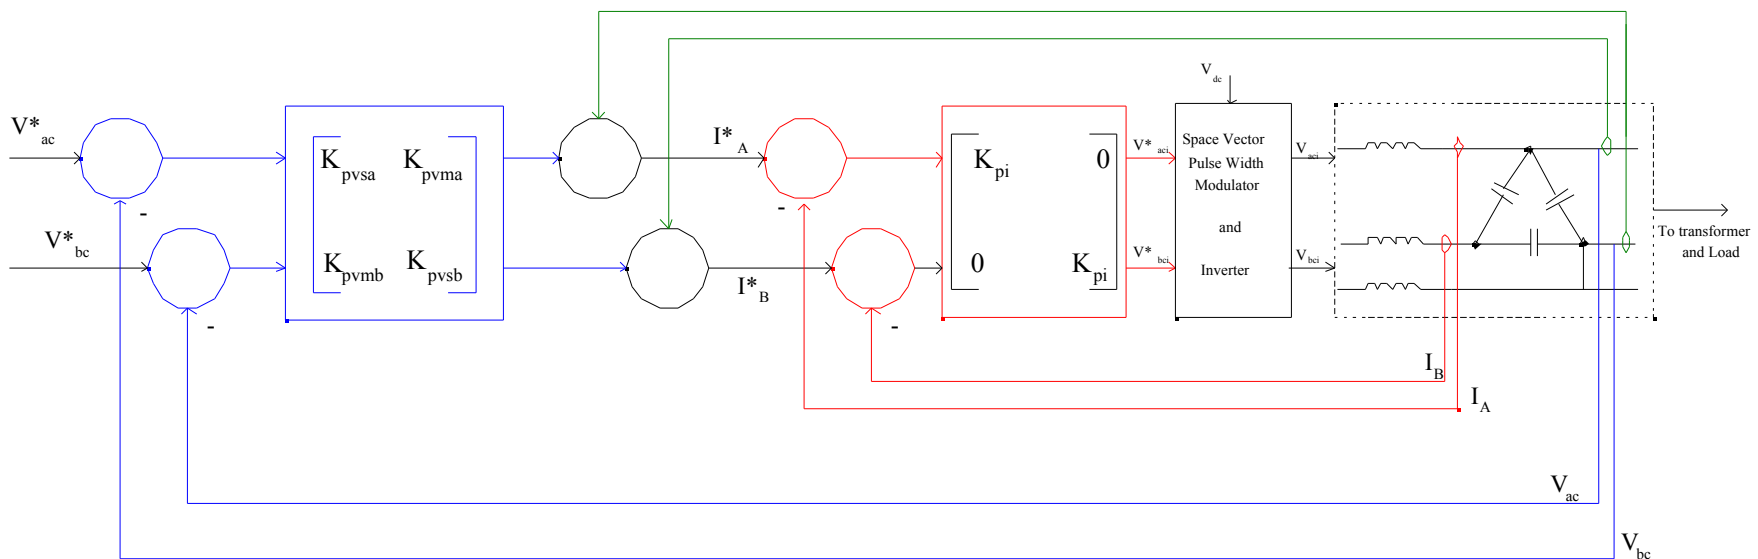 V*ac
V*bc
-
-
Kpvsa Kpvma
Kpvmb Kpvsb
I*A
I*B
-
-
Kpi 0
0 Kpi
V*aci
V*bci
Vdc
Space Vector
Pulse Width
Modulator
and
Inverter
Vaci
Vbci
To transformer
and Load
IB
IA
Vac
Vbc